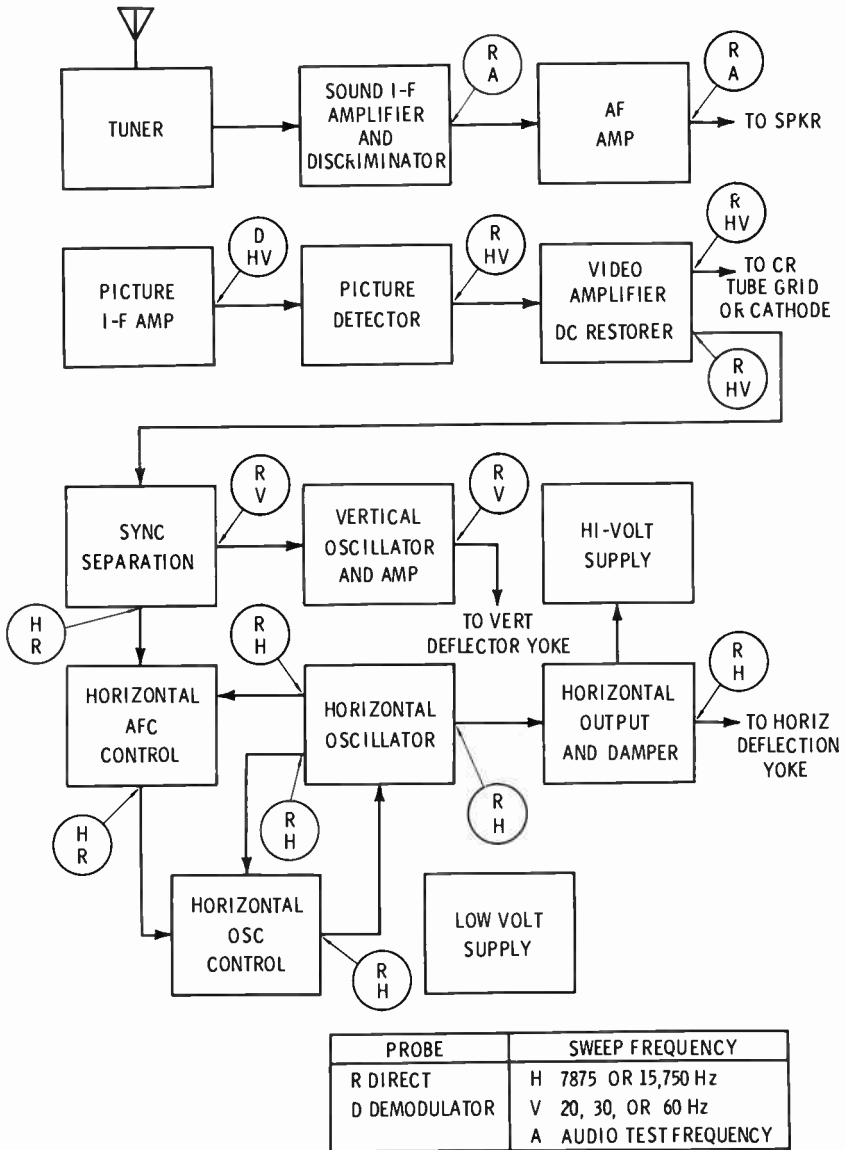 TUNER
SOUND I-F
AMPLIFIER
AND
DISCRIMINATOR
R
A
AF
AMP
R
A
TO SPKR
PICTURE
I-F AMP
D
HV
PICTURE
DETECTOR
R
HV
VIDEO
AMPLIFIER
DC RESTORER
R
HV
TO CR
TUBE GRID
OR CATHODE
R
HV
SYNC
SEPARATION
R
V
VERTICAL
OSCILLATOR
AND AMP
R
V
TO VERT
DEFLECTOR YOKE
HI-VOLT
SUPPLY
H
R
HORIZONTAL
AFC
CONTROL
R
H
HORIZONTAL
OSCILLATOR
HORIZONTAL
OUTPUT
AND DAMPER
R
H
TO HORIZ
DEFLECTION
YOKE
H
R
R
H
R
H
HORIZONTAL
OSC
CONTROL
R
H
LOW VOLT
SUPPLY
PROBE SWEEP FREQUENCY
R DIRECT H 7875 OR 15,750 Hz
D DEMODULATOR V 20, 30, OR 60 Hz
A AUDIO TEST FREQUENCY